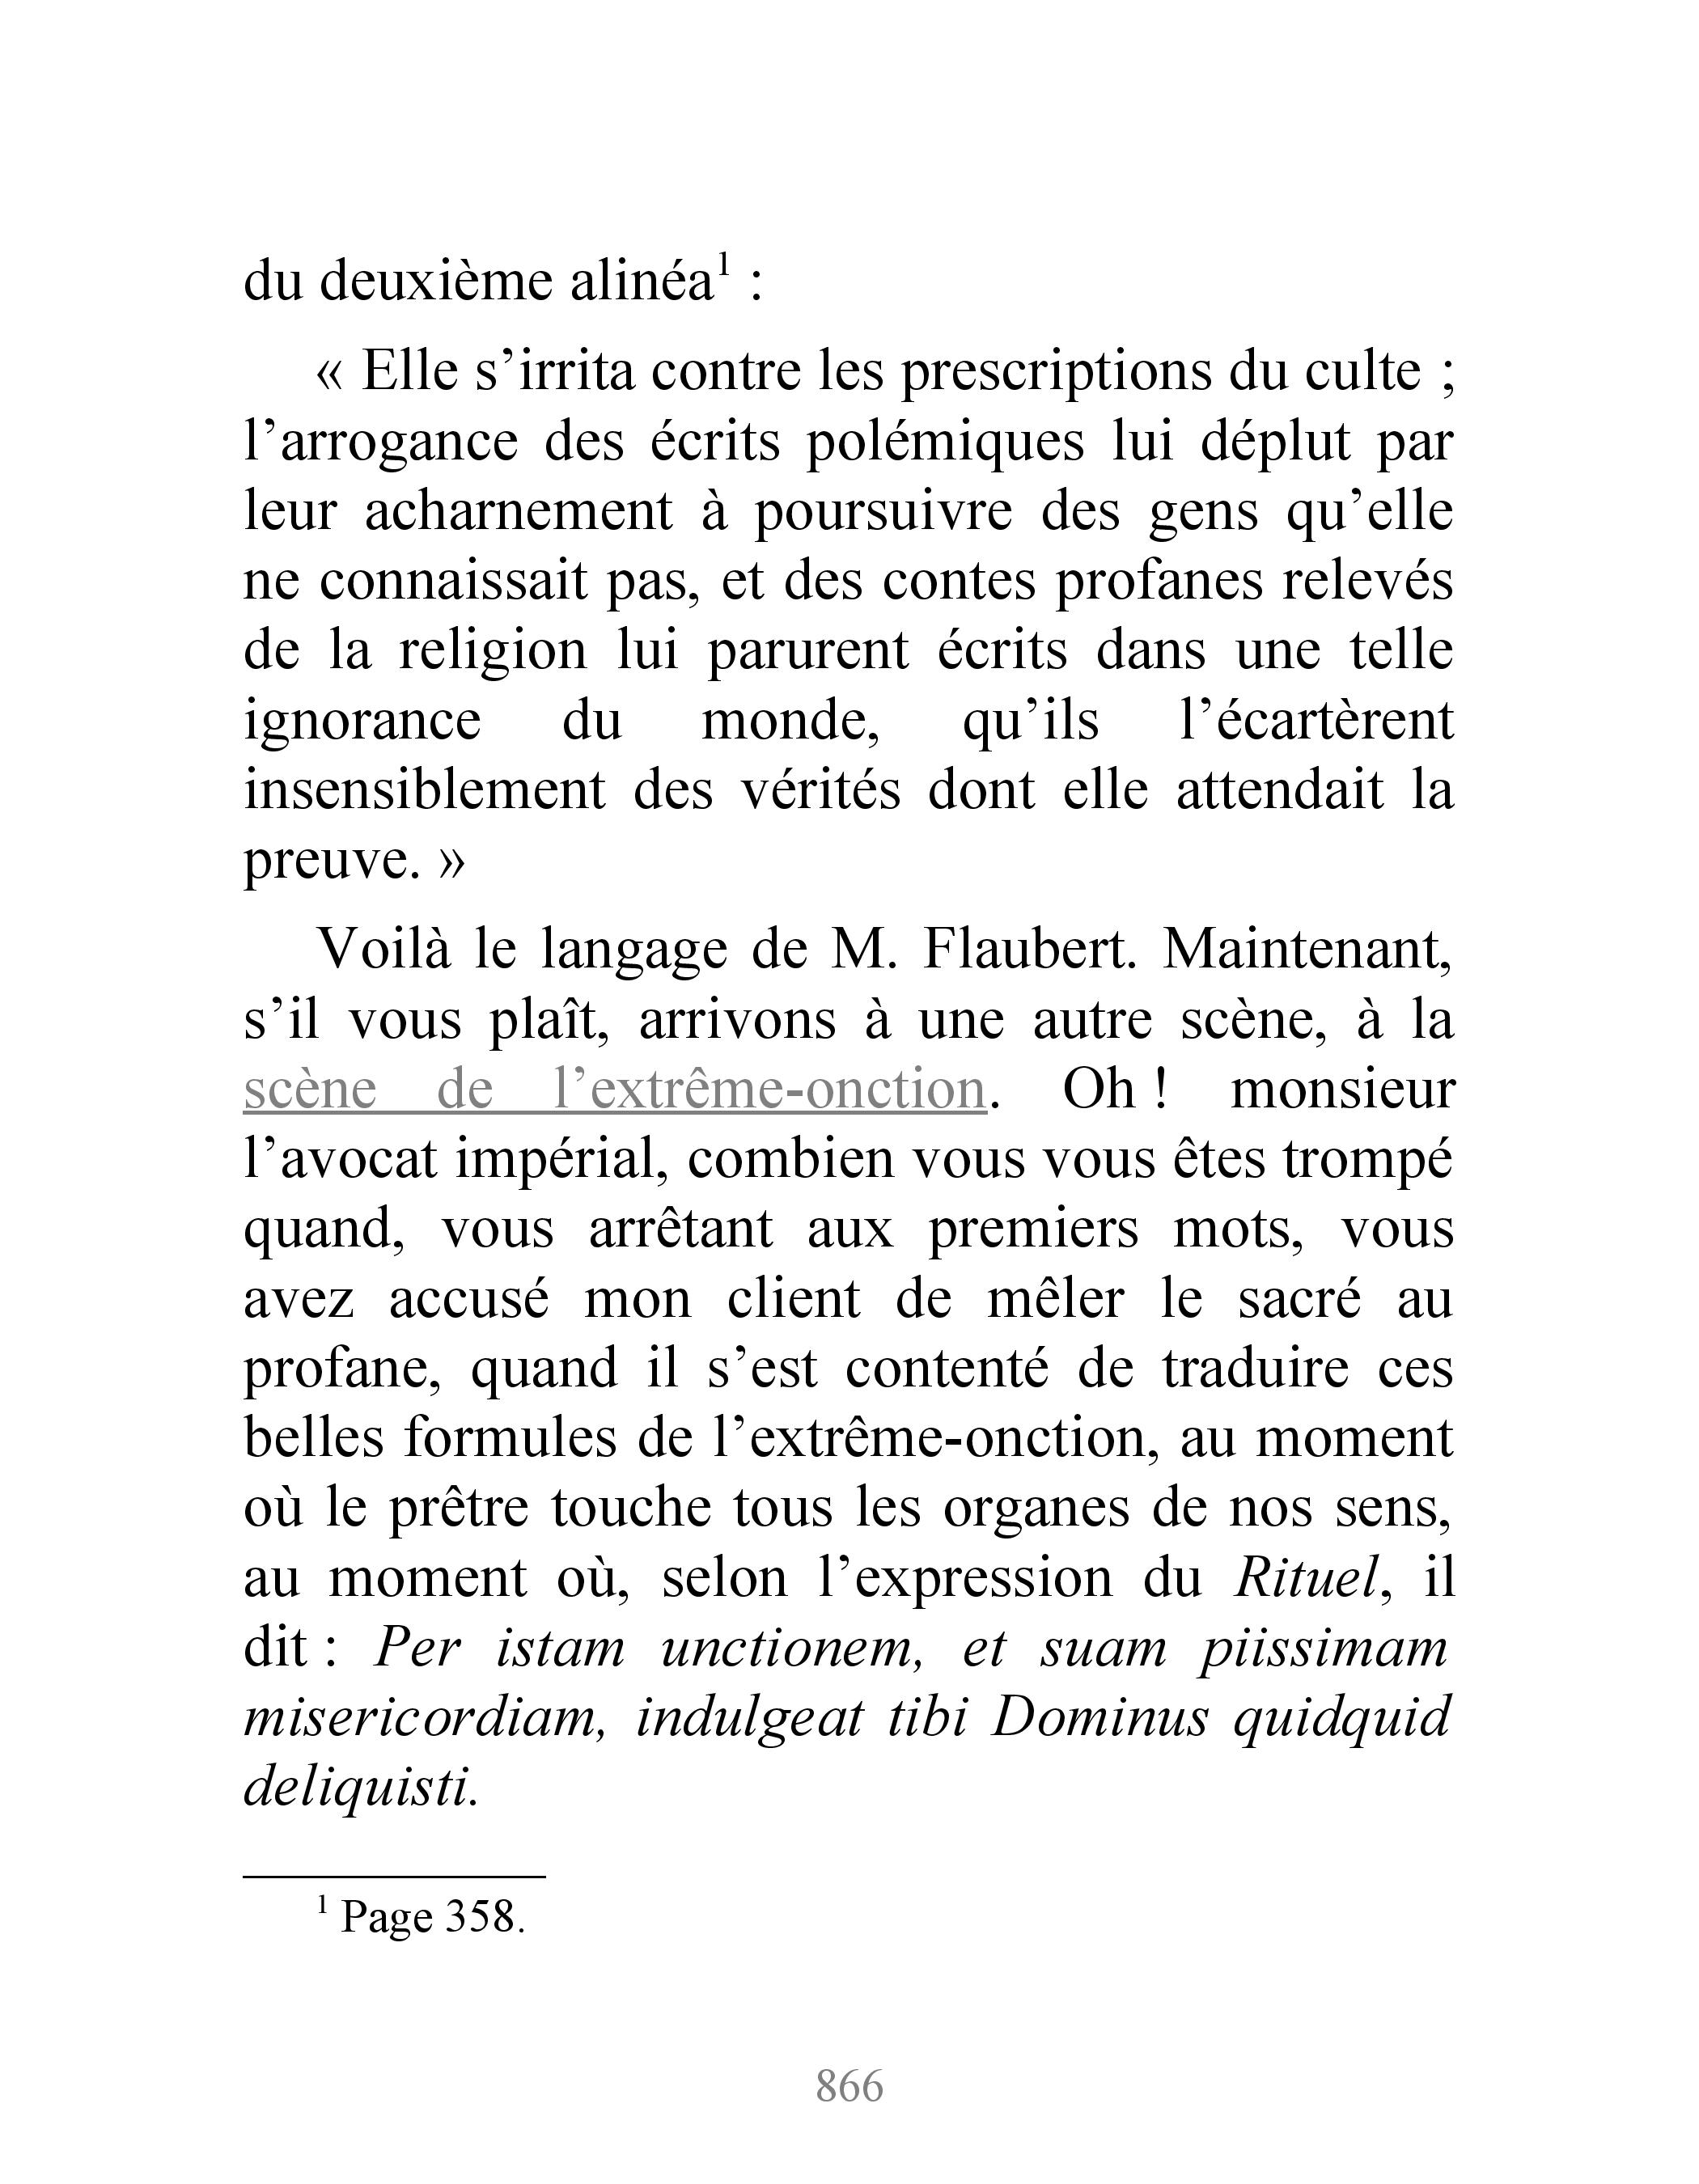 du deuxième alinéa¹ :
« Elle s’irrita contre les prescriptions du culte ;
l’arrogance des écrits polémiques lui déplut par
leur acharnement à poursuivre des gens qu’elle
ne connaissait pas, et des contes profanes relevés
de la religion lui parurent écrits dans une telle
ignorance du monde, qu’ils l’écartèrent
insensiblement des vérités dont elle attendait la
preuve. »
Voilà le langage de M. Flaubert. Maintenant,
s’il vous plaît, arrivons à une autre scène, à la
scène de l’extrême-onction. Oh ! monsieur
l’avocat impérial, combien vous vous êtes trompé
quand, vous arrêtant aux premiers mots, vous
avez accusé mon client de mêler le sacré au
profane, quand il s’est contenté de traduire ces
belles formules de l’extrême-onction, au moment
où le prêtre touche tous les organes de nos sens,
au moment où, selon l’expression du Rituel, il
dit : Per istam unctionem, et suam piissimam
misericordiam, indulgeat tibi Dominus quidquid
deliquisti.
¹ Page 358.
866